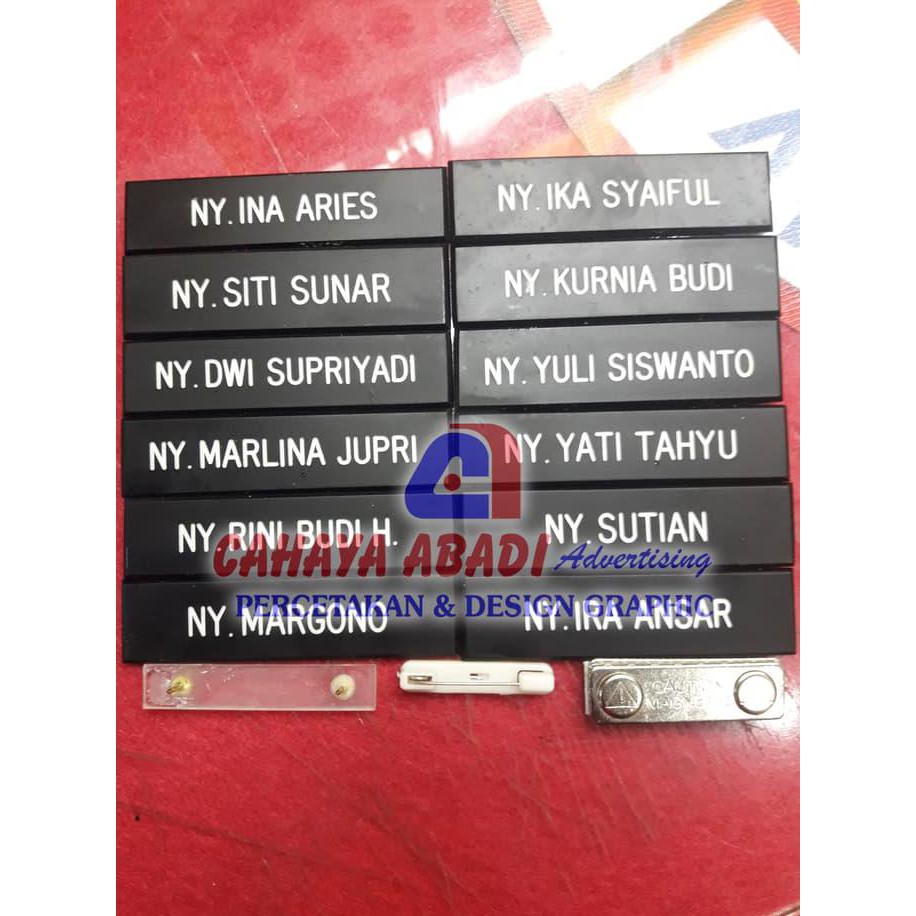 NY. INA ARIES
NY. IKA SYAIFUL
NY. SITI SUNAR
NY. KURNIA BUDI
NY. DWI SUPRIYADI
NY. YULI SISWANTO
NY. MARLINA JUPRI
NY. YATI TAHYU
NY. RINI BUDI H.
NY. SUTIAN
CAHAYA ABADI Advertising
PERCETAKAN & DESIGN GRAPHIC
NY. MARGONO
NY. IRA ANSAR